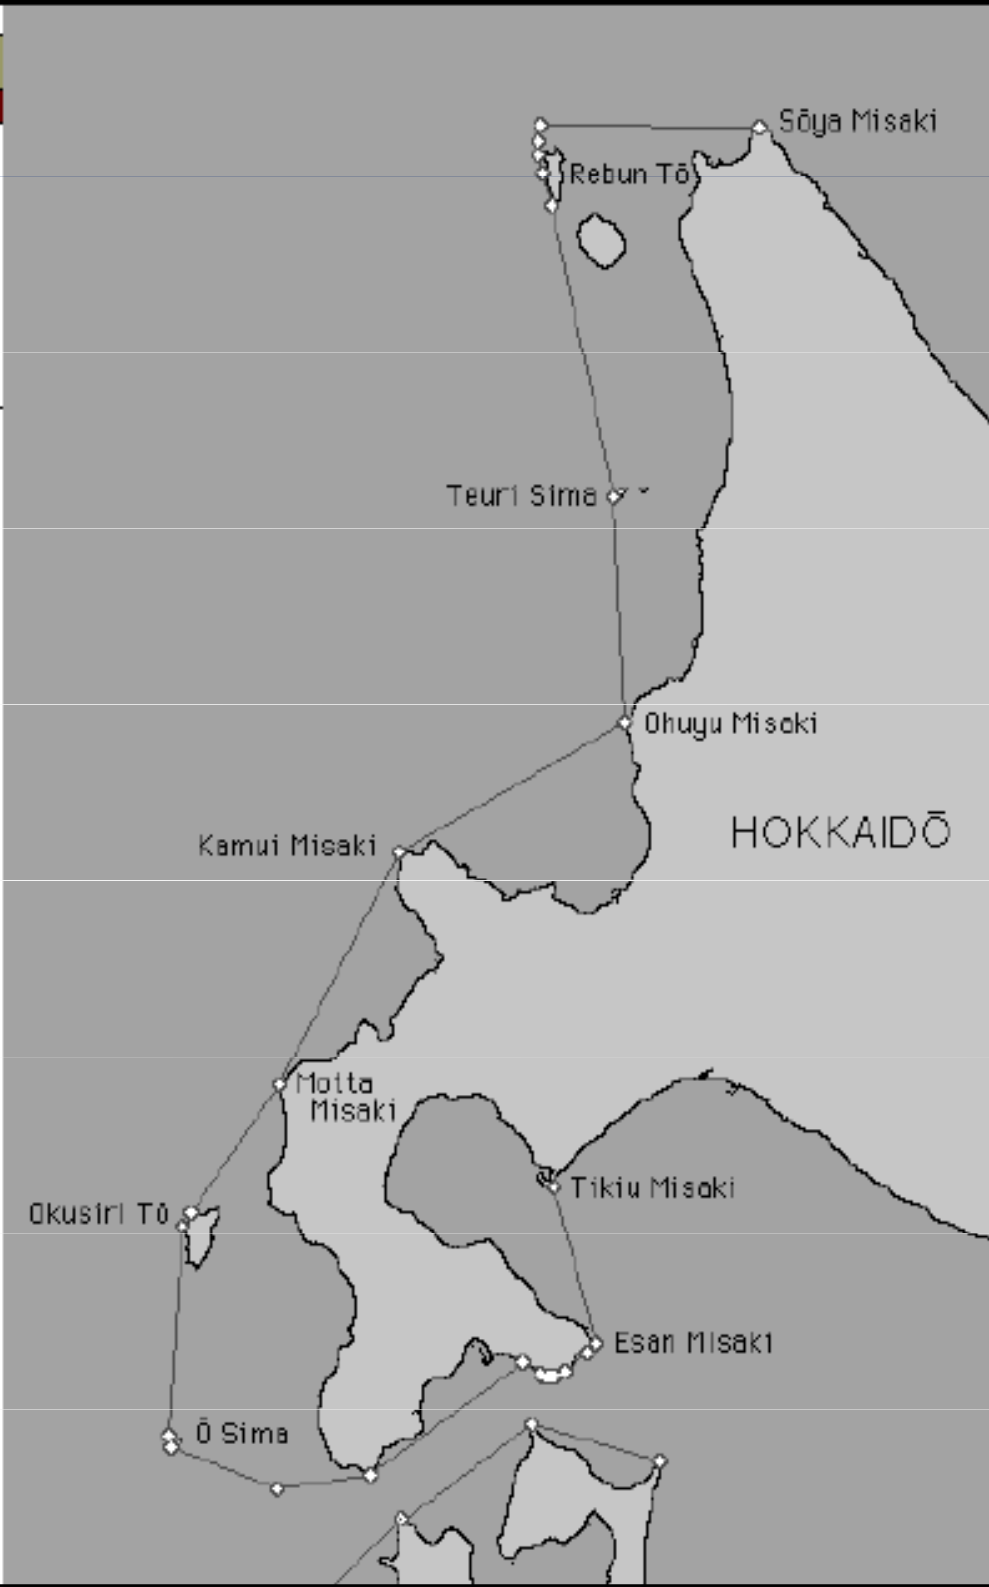 Sōya Misaki
Rebun Tō
Teuri Sima
Ohuyu Misaki
HOKKAIDŌ
Kamui Misaki
Motta
Misaki
Tikiu Misaki
Okusiri Tō
Esan Misaki
Ō Sima